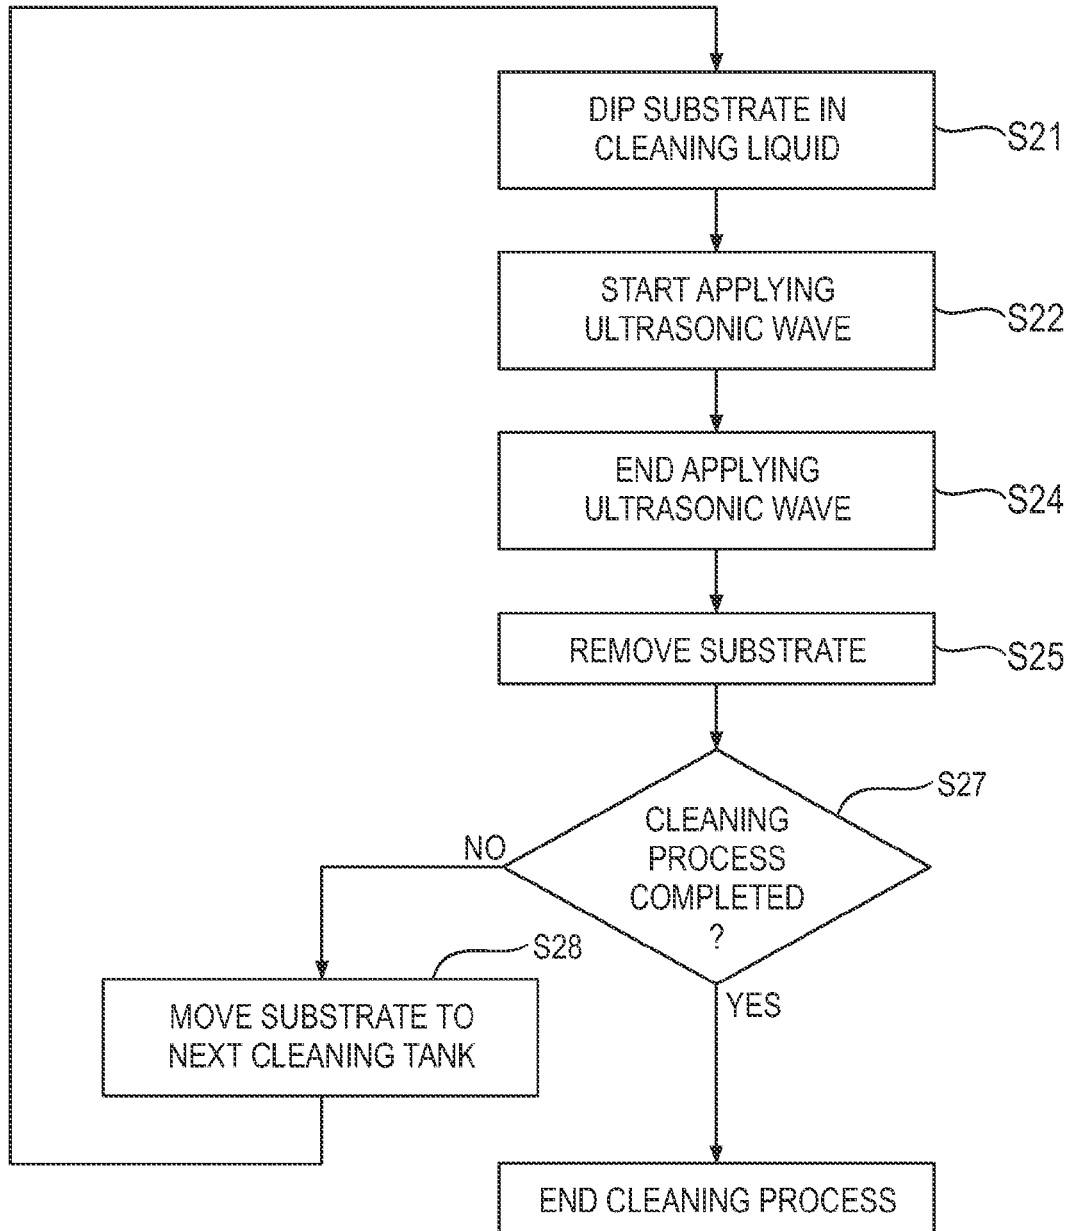 DIP SUBSTRATE IN
CLEANING LIQUID
S21
START APPLYING
ULTRASONIC WAVE
S22
END APPLYING
ULTRASONIC WAVE
S24
REMOVE SUBSTRATE
S25
S27
CLEANING
PROCESS
COMPLETED
?
NO
S28
MOVE SUBSTRATE TO
NEXT CLEANING TANK
YES
END CLEANING PROCESS